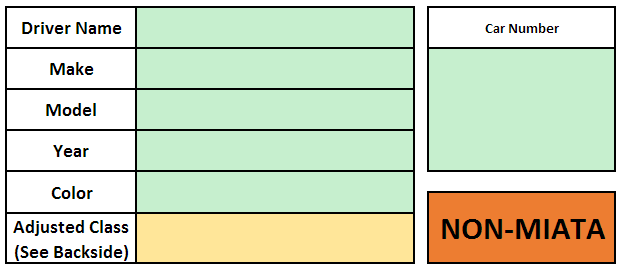 Driver Name
Car Number
Make
Model
Year
Color
Adjusted Class
(See Backside)
NON-MIATA